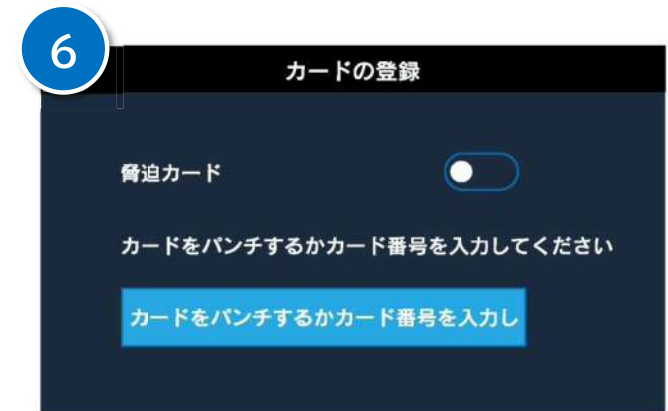 6
カードの登録
脅迫カード
カードをパンチするかカード番号を入力してください
カードをパンチするかカード番号を入力し